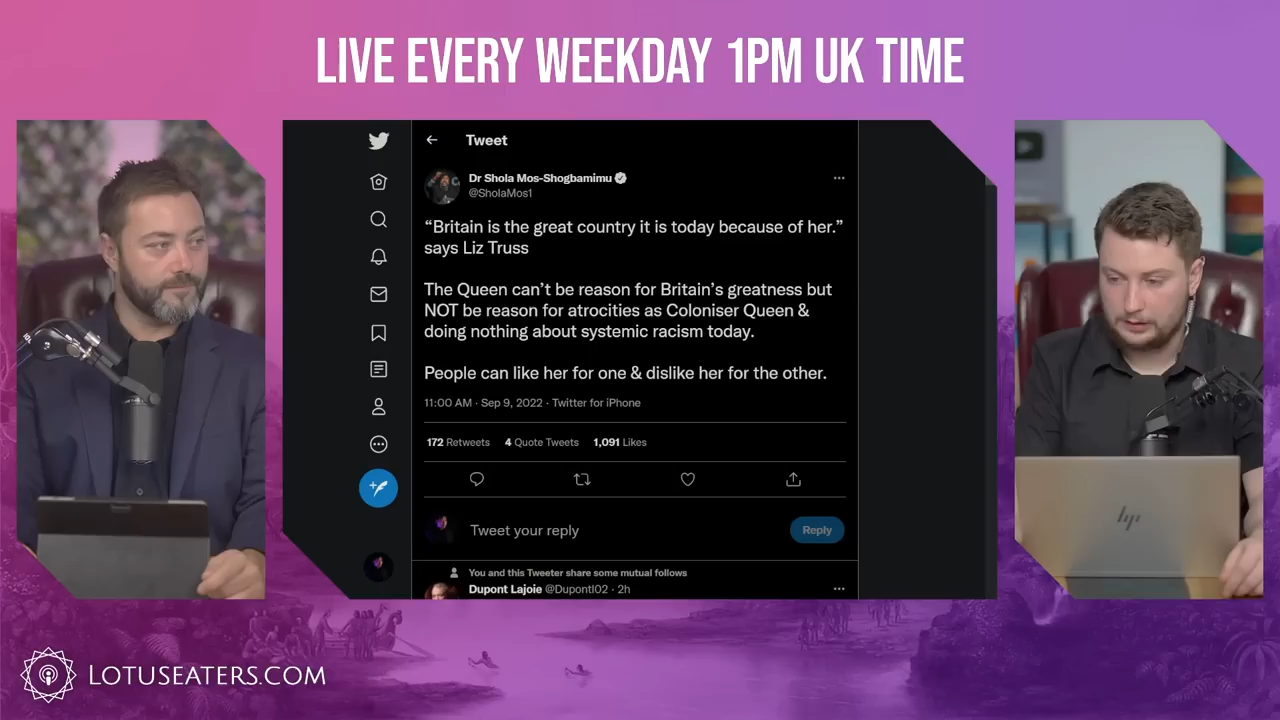 LIVE EVERY WEEKDAY 1PM UK TIME
Tweet
Dr Shola Mos-Shogbamimu
@SholaMos1
“Britain is the great country it is today because of her.”
says Liz Truss
The Queen can’t be reason for Britain’s greatness but
NOT be reason for atrocities as Coloniser Queen &
doing nothing about systemic racism today.
People can like her for one & dislike her for the other.
11:00 AM · Sep 9, 2022 · Twitter for iPhone
172 Retweets 4 Quote Tweets 1,091 Likes
Tweet your reply
Reply
You and this Tweeter share some mutual follows
Dupont Lajoie @Dupontl02 · 2h
hp
LOTUSEATERS.COM